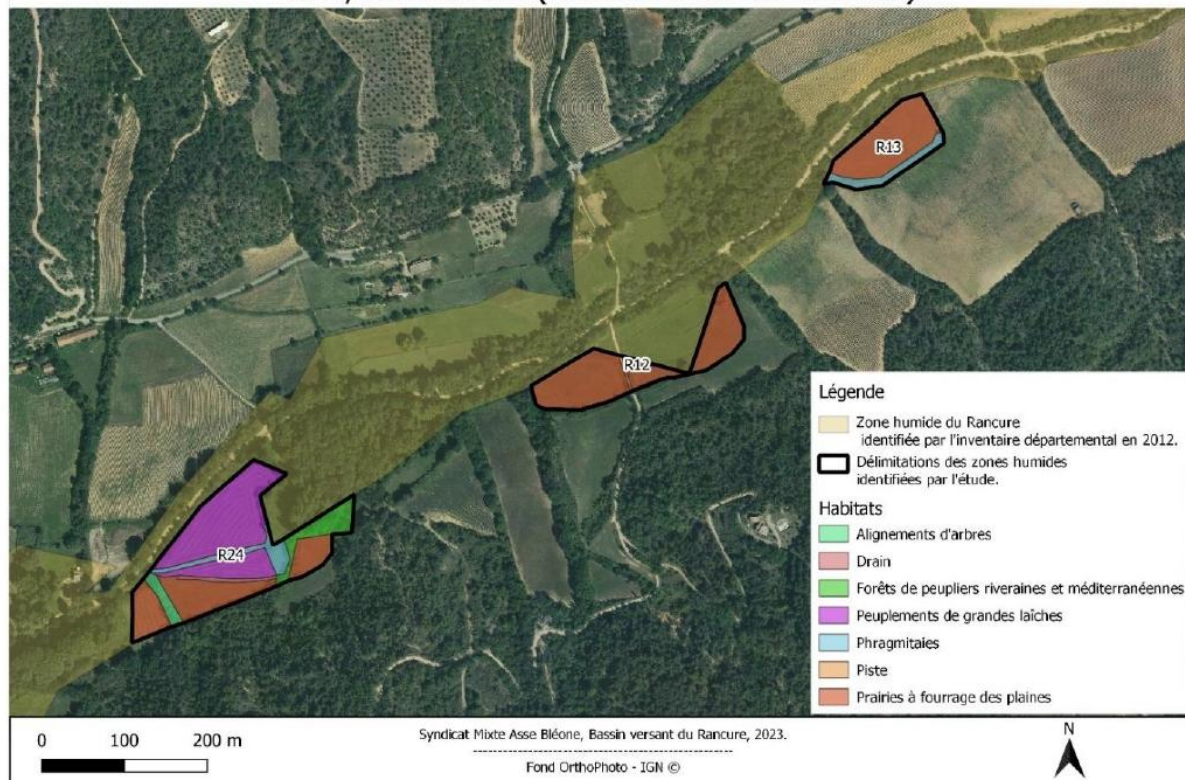 R13
R12
R24
Légende
Zone humide du Rancure
identifiée par l'inventaire départemental en 2012.
Délimitations des zones humides
identifiées par l'étude.
Habitats
Alignements d'arbres
Drain
Forêts de peupliers riveraines et méditerranéennes
Peuplements de grandes laîches
Phragmitaies
Piste
Prairies à fourrage des plaines
0 100 200 m
Syndicat Mixte Asse Bléone, Bassin versant du Rancure, 2023.
Fond OrthoPhoto - IGN ©
N